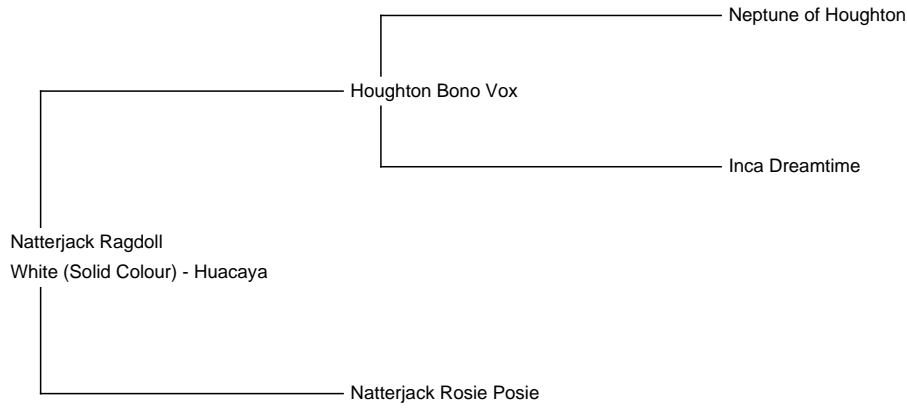 Neptune of Houghton
Houghton Bono Vox
Inca Dreamtime
Natterjack Ragdoll
White (Solid Colour) - Huacaya
Natterjack Rosie Posie